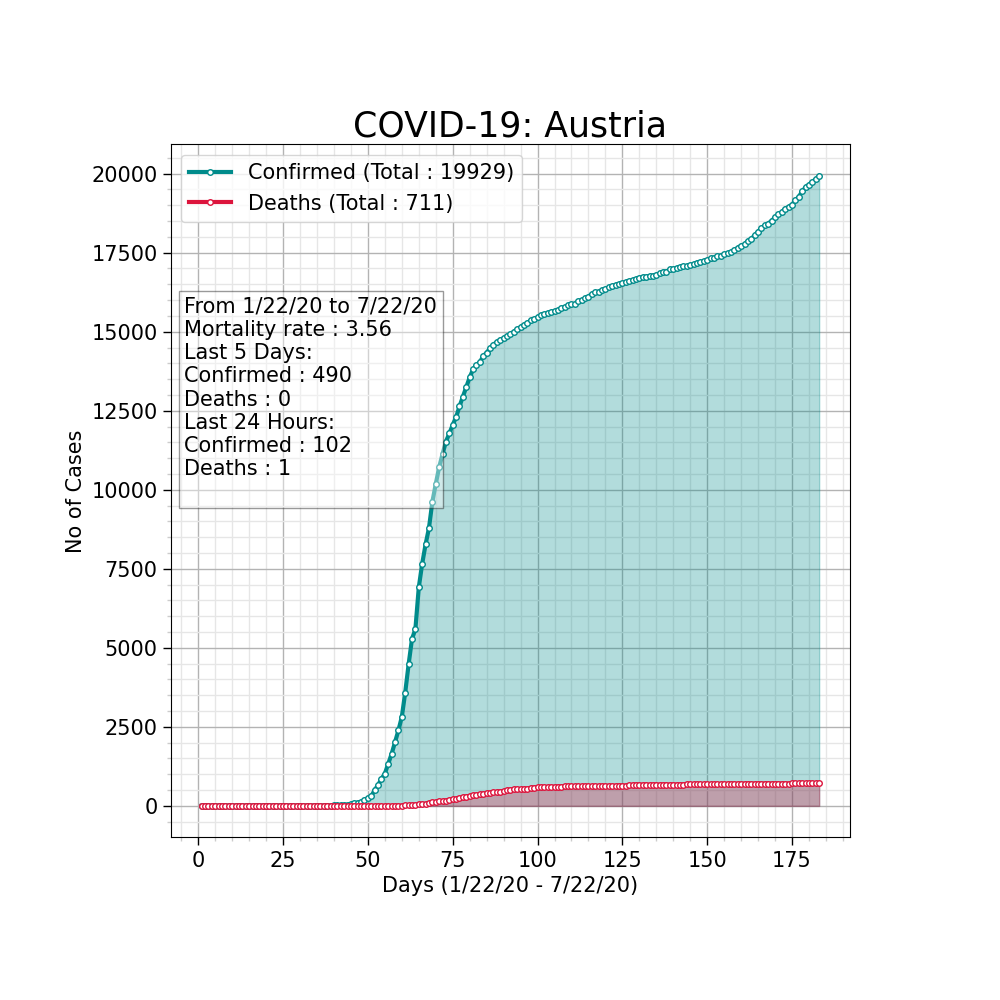 COVID-19: Austria
Confirmed (Total : 19929)
Deaths (Total : 711)
From 1/22/20 to 7/22/20
Mortality rate : 3.56
Last 5 Days:
Confirmed : 490
Deaths : 0
Last 24 Hours:
Confirmed : 102
Deaths : 1
No of Cases
20000
17500
15000
12500
10000
7500
5000
2500
0
0 25 50 75 100 125 150 175
Days (1/22/20 - 7/22/20)